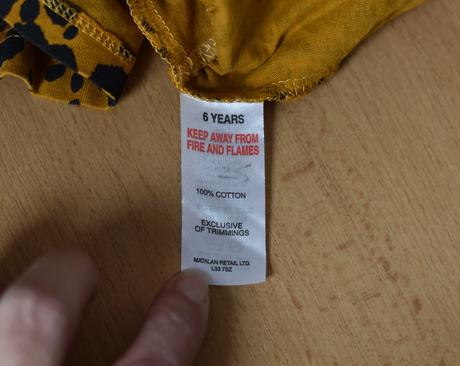 6 YEARS
KEEP AWAY FROM
FIRE AND FLAMES
100% COTTON
EXCLUSIVE
OF TRIMMINGS
MATALAN RETAIL LTD.
L33 7SZ